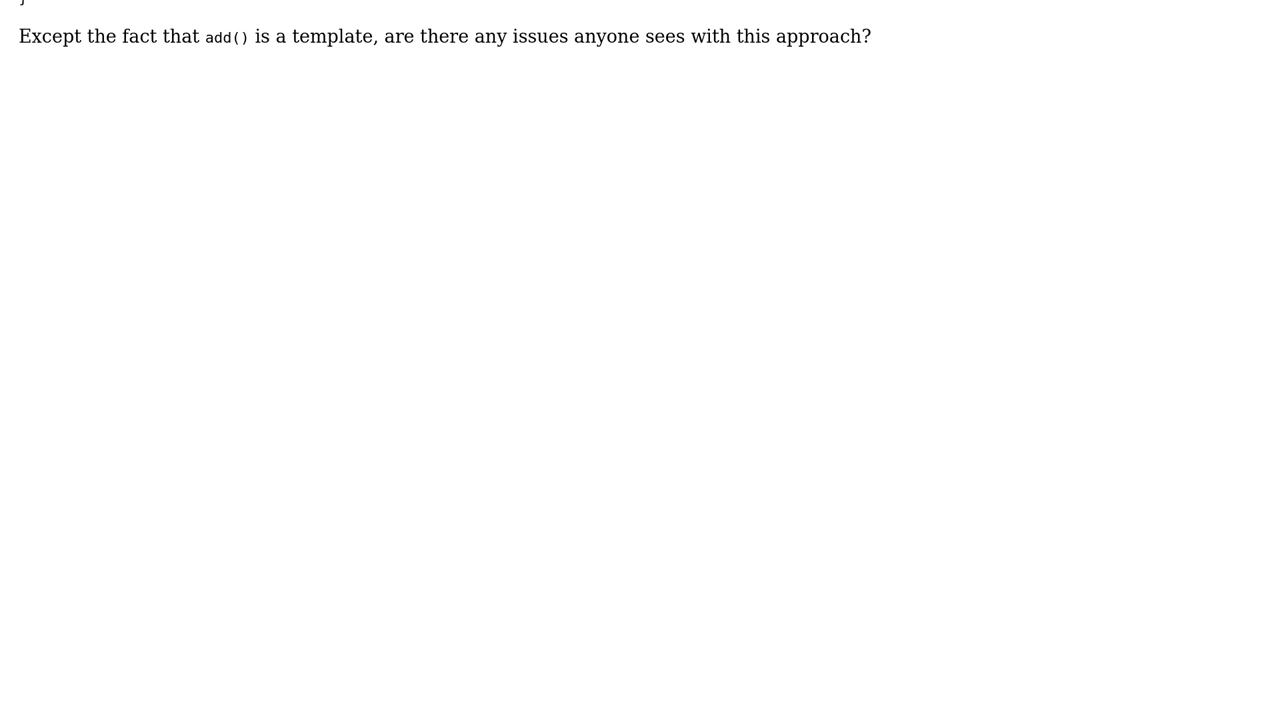 }
Except the fact that add() is a template, are there any issues anyone sees with this approach?